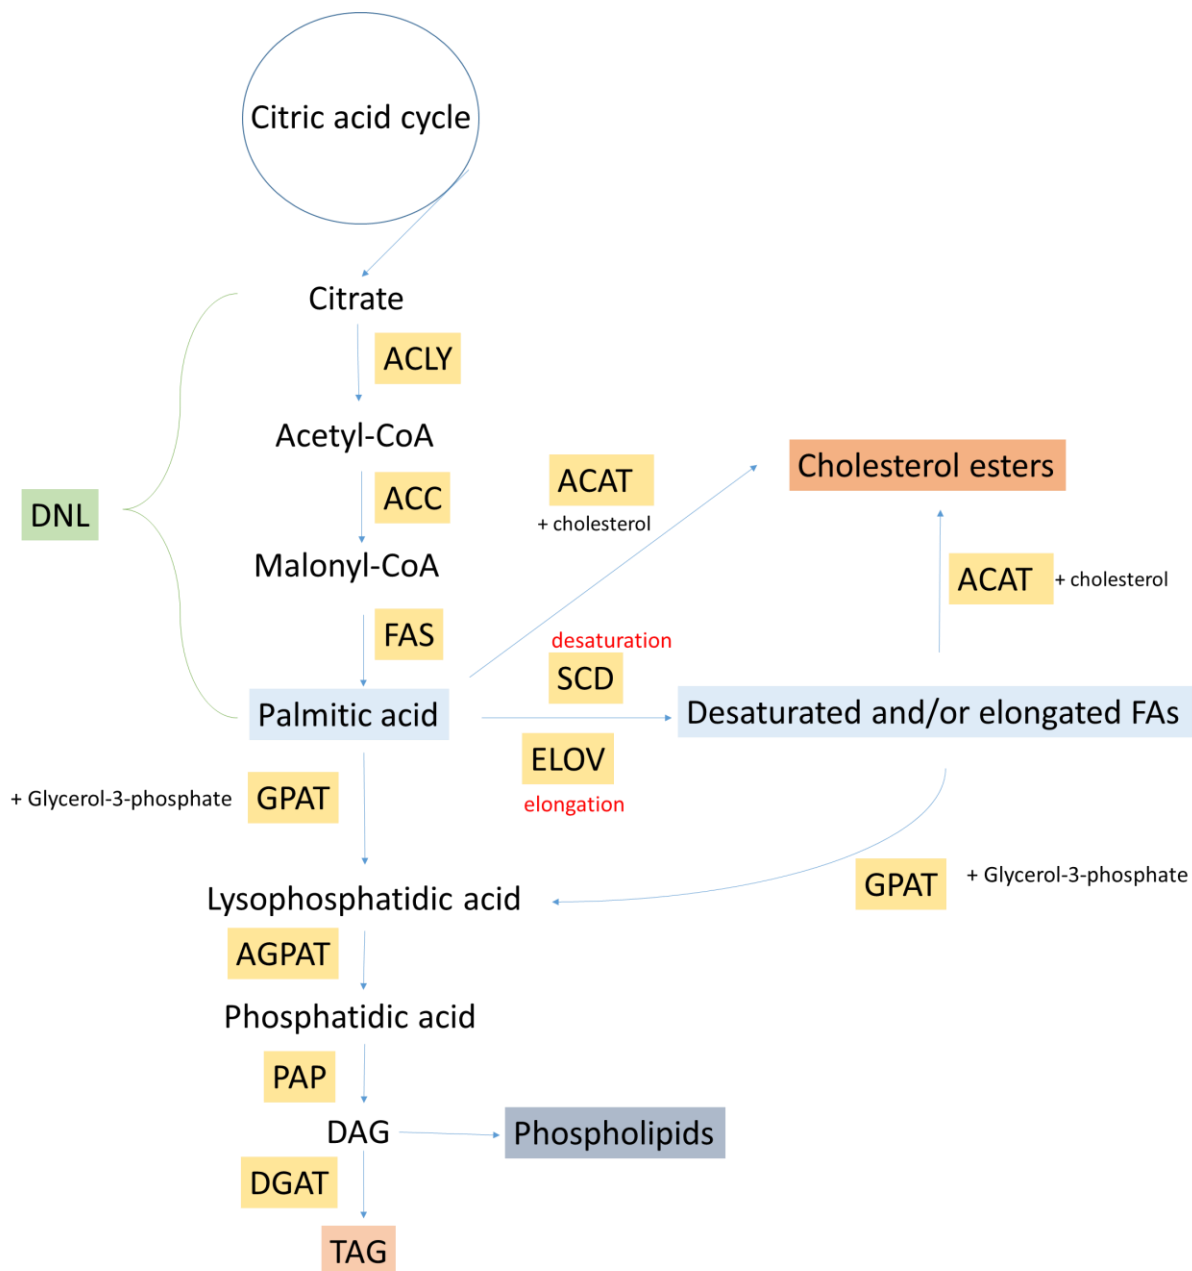 Citric acid cycle
Citrate
ACLY
Acetyl-CoA
ACC
Malonyl-CoA
FAS
DNL
Palmitic acid
ACAT
+ cholesterol
Cholesterol esters
ACAT
+ cholesterol
desaturation
SCD
ELOV
elongation
Desaturated and/or elongated FAs
+ Glycerol-3-phosphate
GPAT
GPAT
+ Glycerol-3-phosphate
Lysophosphatidic acid
AGPAT
Phosphatidic acid
PAP
DAG
Phospholipids
DGAT
TAG